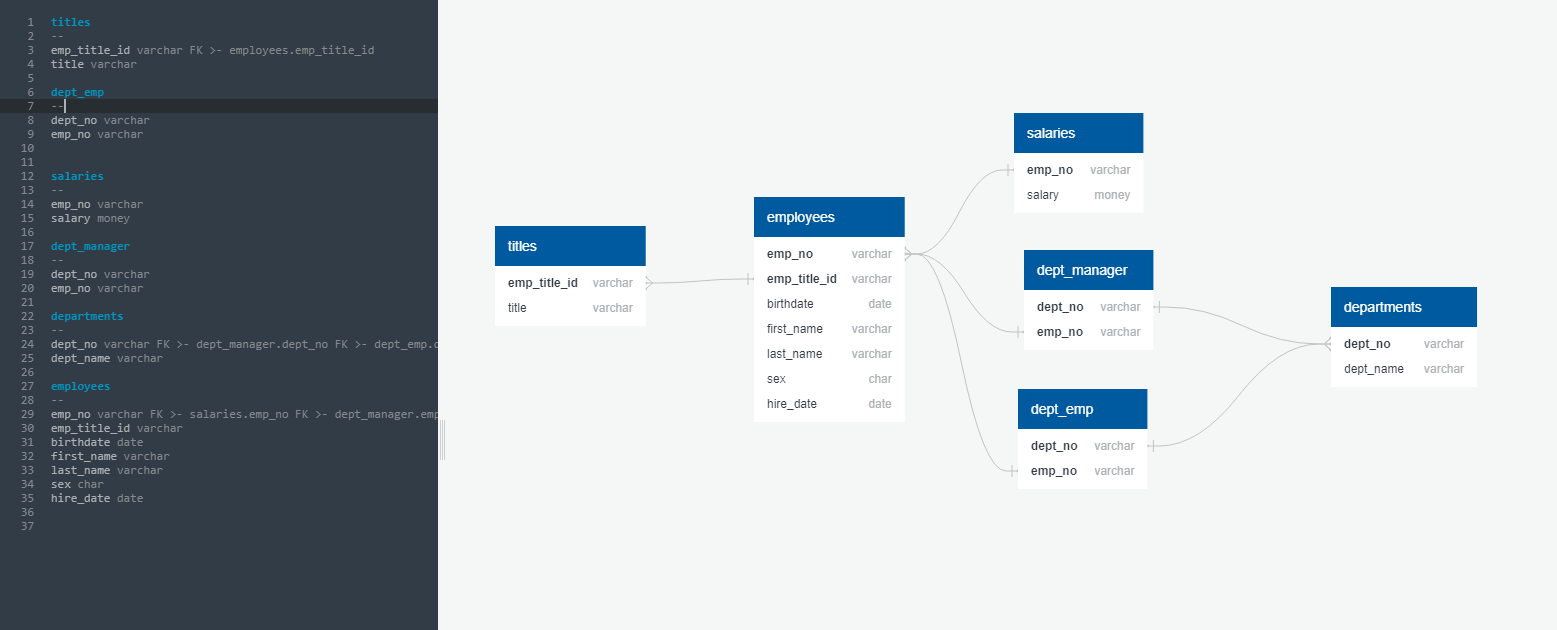 1 titles
2 --
3 emp_title_id varchar FK >- employees.emp_title_id
4 title varchar
5
6 dept_emp
7 --
8 dept_no varchar
9 emp_no varchar
10
11
12 salaries
13 --
14 emp_no varchar
15 salary money
16
17 dept_manager
18 --
19 dept_no varchar
20 emp_no varchar
21
22 departments
23 --
24 dept_no varchar FK >- dept_manager.dept_no FK >- dept_emp.
25 dept_name varchar
26
27 employees
28 --
29 emp_no varchar FK >- salaries.emp_no FK >- dept_manager.emp
30 emp_title_id varchar
31 birthdate date
32 first_name varchar
33 last_name varchar
34 sex char
35 hire_date date
36
37
titles
emp_title_id varchar
title varchar
employees
emp_no varchar
emp_title_id varchar
birthdate date
first_name varchar
last_name varchar
sex char
hire_date date
salaries
emp_no varchar
salary money
dept_manager
dept_no varchar
emp_no varchar
dept_emp
dept_no varchar
emp_no varchar
departments
dept_no varchar
dept_name varchar